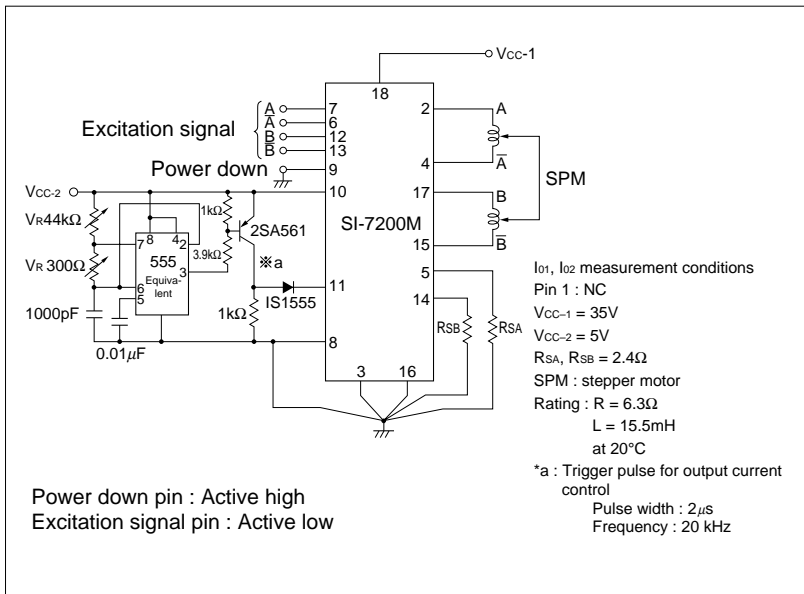 VCC-1
18
Excitation signal
A
A̅
B
B̅
7
6
12
13
Power down
9
2
A
4
A̅
17
B
15
B̅
SPM
VCC-2
10
SI-7200M
VR44kΩ
1kΩ
2SA561
8
4
2
7
555
Equiva-
lent
3.9kΩ
3
※a
VR 300Ω
6
5
11
IS1555
5
14
1000pF
0.01μF
1kΩ
8
RSB
RSA
3
16
I01, I02 measurement conditions
Pin 1 : NC
VCC–1 = 35V
VCC–2 = 5V
RSA, RSB = 2.4Ω
SPM : stepper motor
Rating : R = 6.3Ω
L = 15.5mH
at 20°C
*a : Trigger pulse for output current
control
Pulse width : 2μs
Frequency : 20 kHz
Power down pin : Active high
Excitation signal pin : Active low